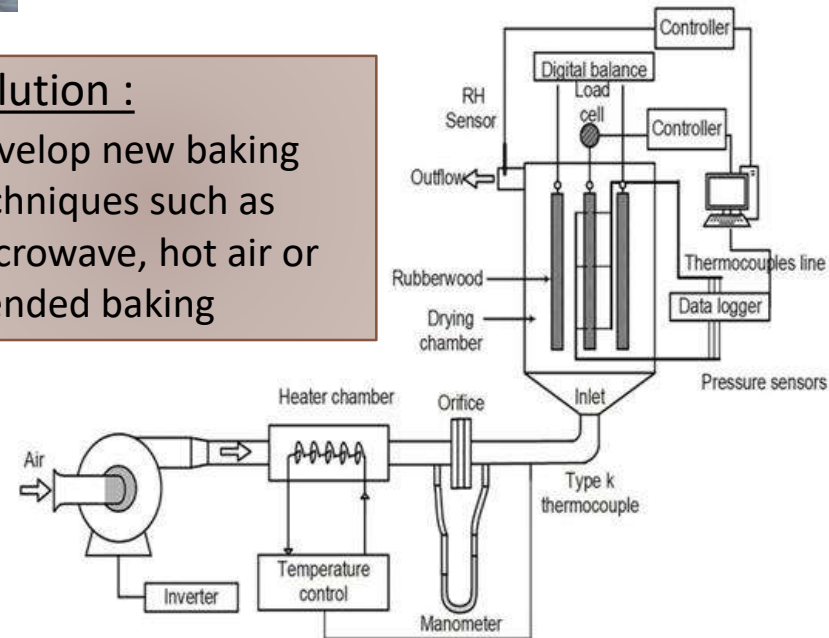 lution :
velop new baking
chniques such as
crowave, hot air or
ended baking
Controller
Digital balance
RH
Sensor
Load
cell
Controller
Outflow
Rubberwood
Thermocouples line
Data logger
Drying
chamber
Pressure sensors
Heater chamber
Orifice
Inlet
Air
Type k
thermocouple
Temperature
control
Inverter
Manometer